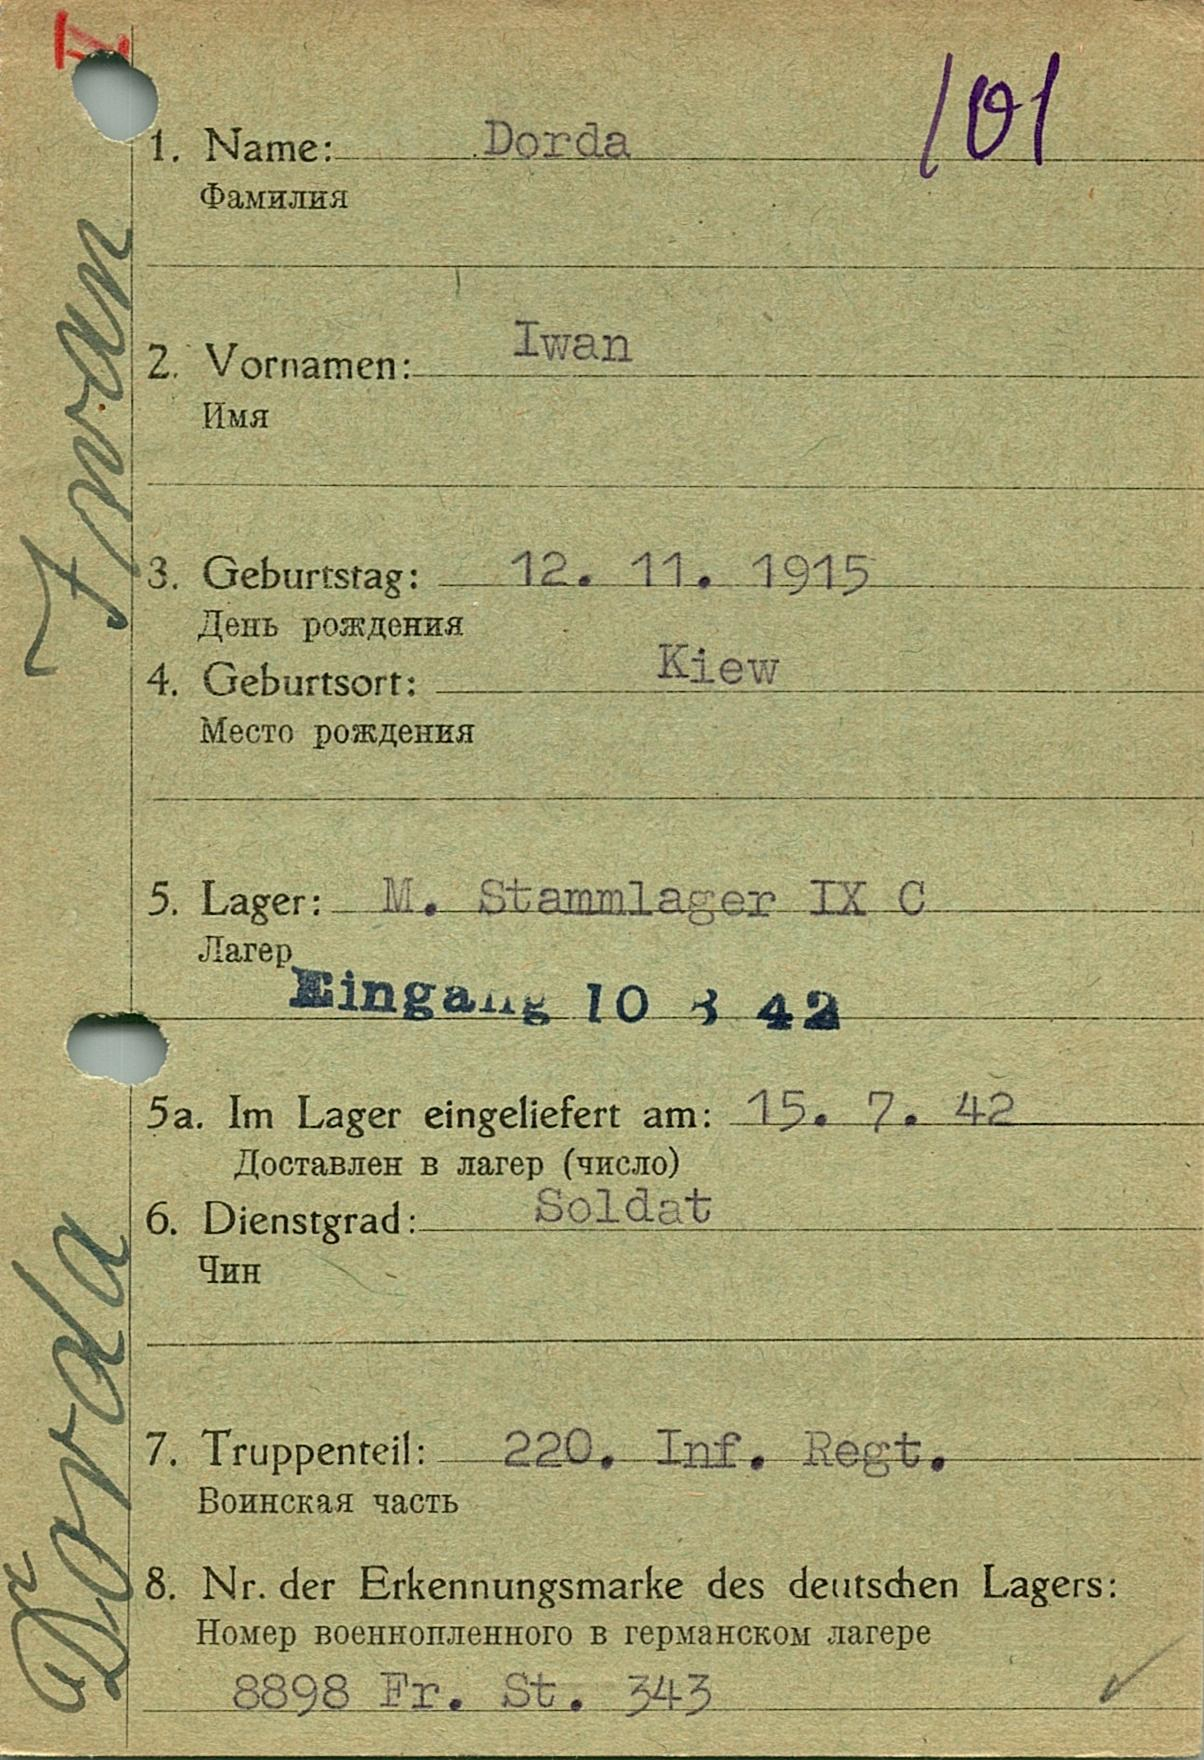 I
101
1. Name: Dorda
Фамилия
2. Vornamen: Iwan
Имя
3. Geburtstag: 12. 11. 1915
День рождения
4. Geburtsort: Kiew
Место рождения
5. Lager: M. Stammlager IX C
Лагер
Eingang 10 8 42
5a. Im Lager eingeliefert am: 15. 7. 42
Доставлен в лагер (число)
6. Dienstgrad: Soldat
Чин
7. Truppenteil: 220. Inf. Regt.
Воинская часть
8. Nr. der Erkennungsmarke des deutschen Lagers:
Номер военнопленного в германском лагере
8898 Fr. St. 343
Dorda Iwan